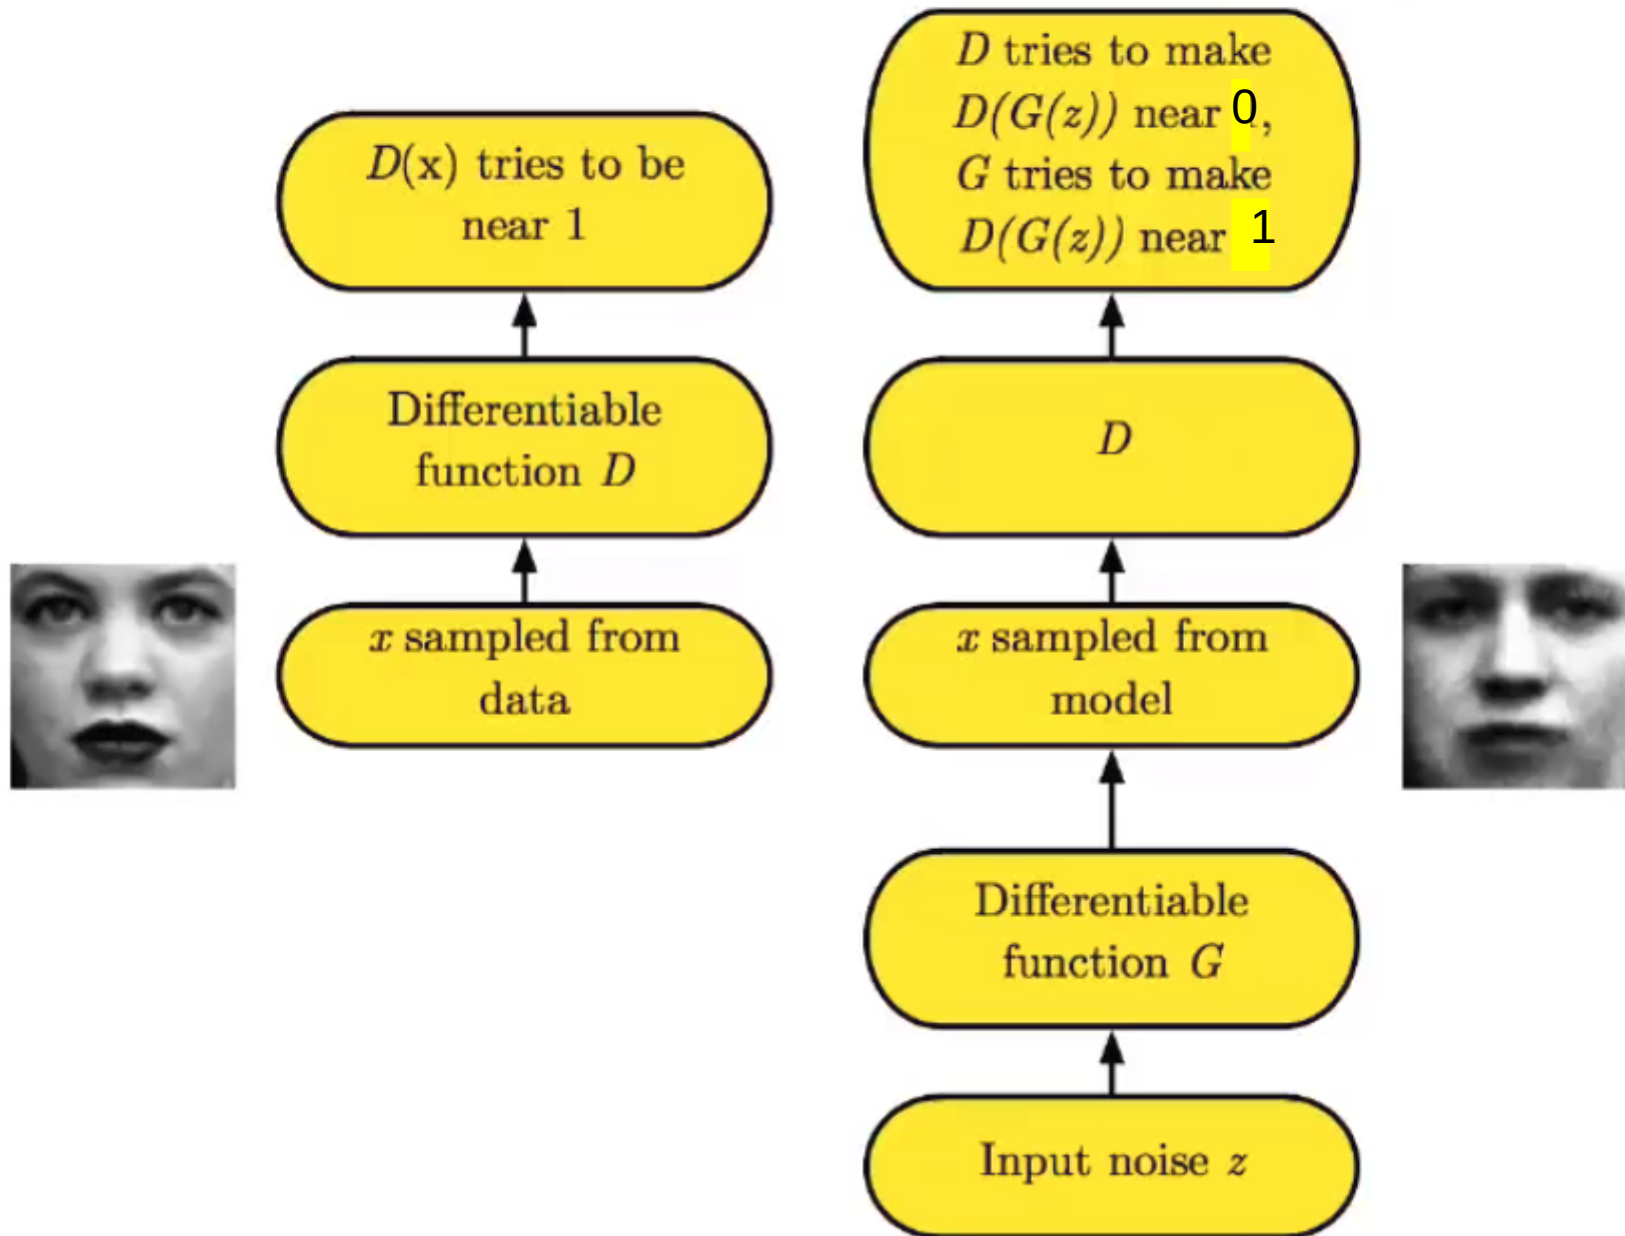 D(x) tries to be
near 1
Differentiable
function D
x sampled from
data
D tries to make
D(G(z)) near 0,
G tries to make
D(G(z)) near 1
D
x sampled from
model
Differentiable
function G
Input noise z